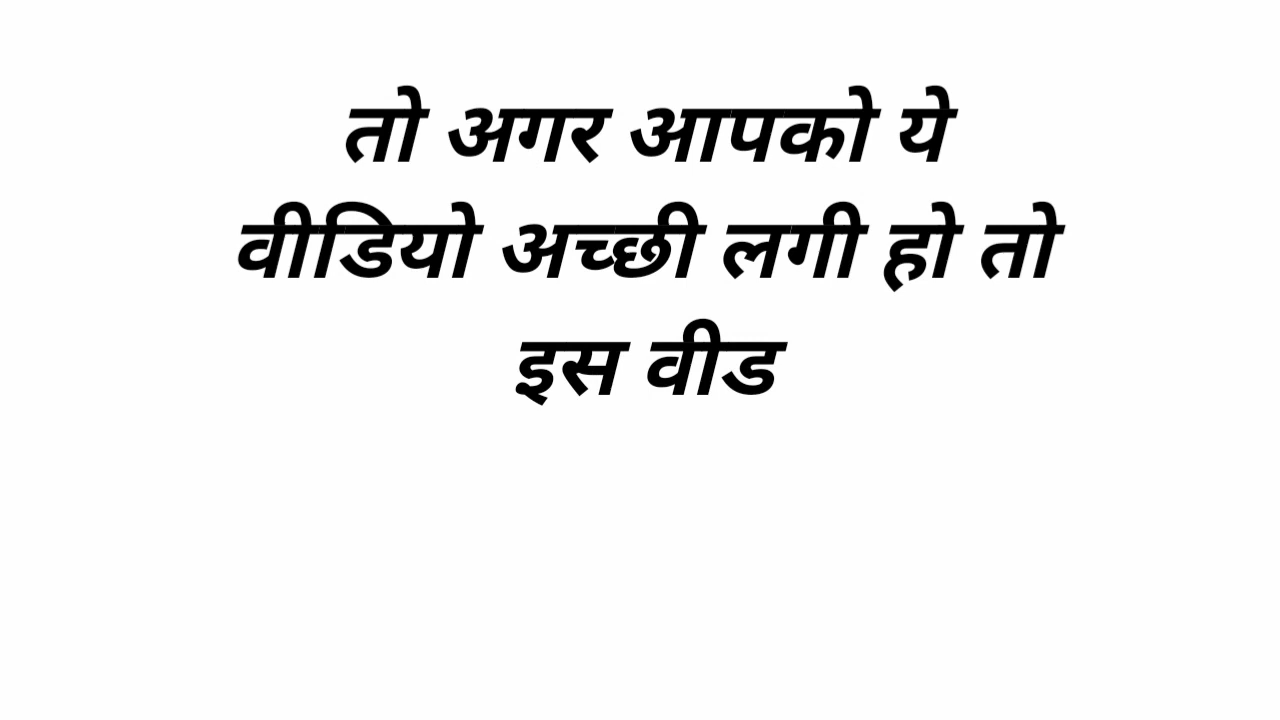 तो अगर आपको ये
वीडियो अच्छी लगी हो तो
इस वीड